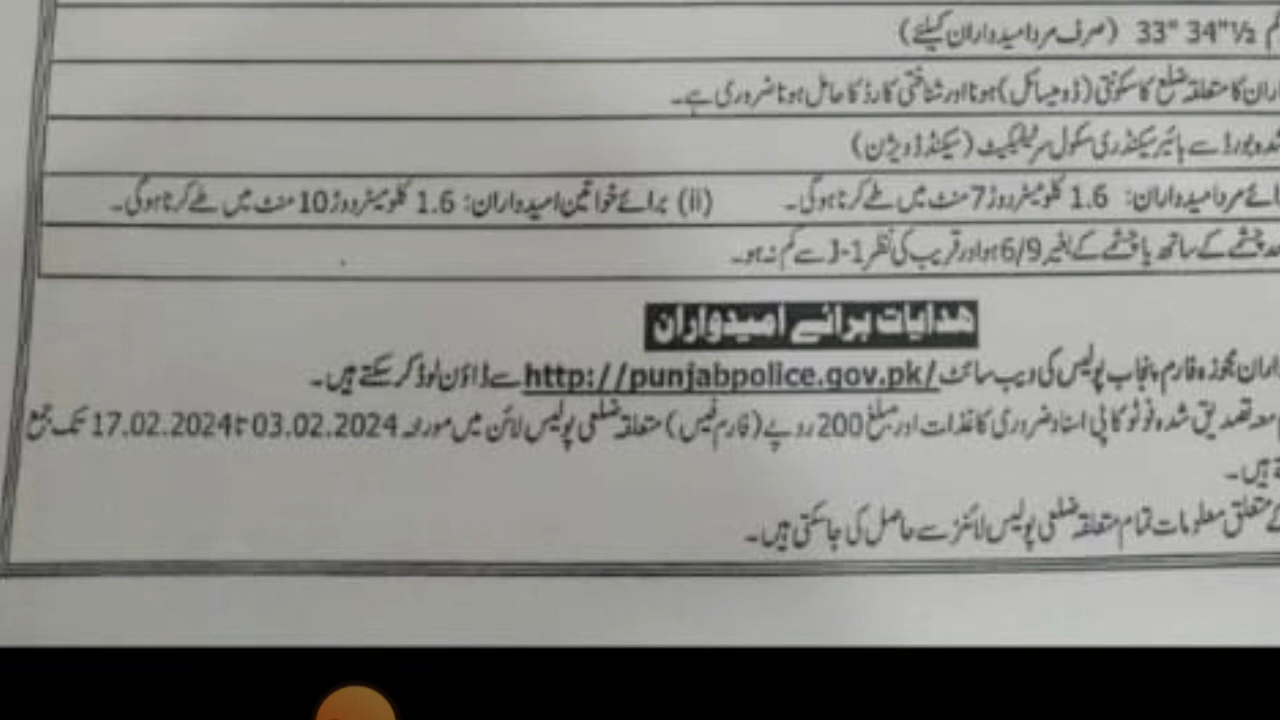 33" 34"½ (صرف مرد امیدواران کیلئے)
کا متعلقہ ضلع کا سکونتی (ڈومیسائل) ہونا اور شناختی کارڈ کا حامل ہونا ضروری ہے۔
سے ہائیر سیکنڈری سکول سرٹیفکیٹ (سیکنڈ ڈویژن)
مرد امیدواران: 1.6 کلومیٹر دوڑ 7 منٹ میں طے کرنا ہوگی۔ (ii) برائے خواتین امیدواران: 1.6 کلومیٹر دوڑ 10 منٹ میں طے کرنا ہوگی۔
چشمے کے ساتھ یا چشمے کے بغیر 6/9 ہو اور قریب کی نظر J-1 سے کم نہ ہو۔
ھدایات برائے امیدواران
مجوزہ فارم پنجاب پولیس کی ویب سائٹ http://punjabpolice.gov.pk/ سے ڈاؤن لوڈ کر سکتے ہیں۔
معہ تصدیق شدہ فوٹو کاپی اسناد ضروری کاغذات اور مبلغ 200 روپے (فارم فیس) متعلقہ ضلعی پولیس لائن میں مورخہ 03.02.2024 تا 17.02.2024 تک جمع
ہیں۔
متعلق معلومات تمام متعلقہ ضلعی پولیس لائنز سے حاصل کی جاسکتی ہیں۔